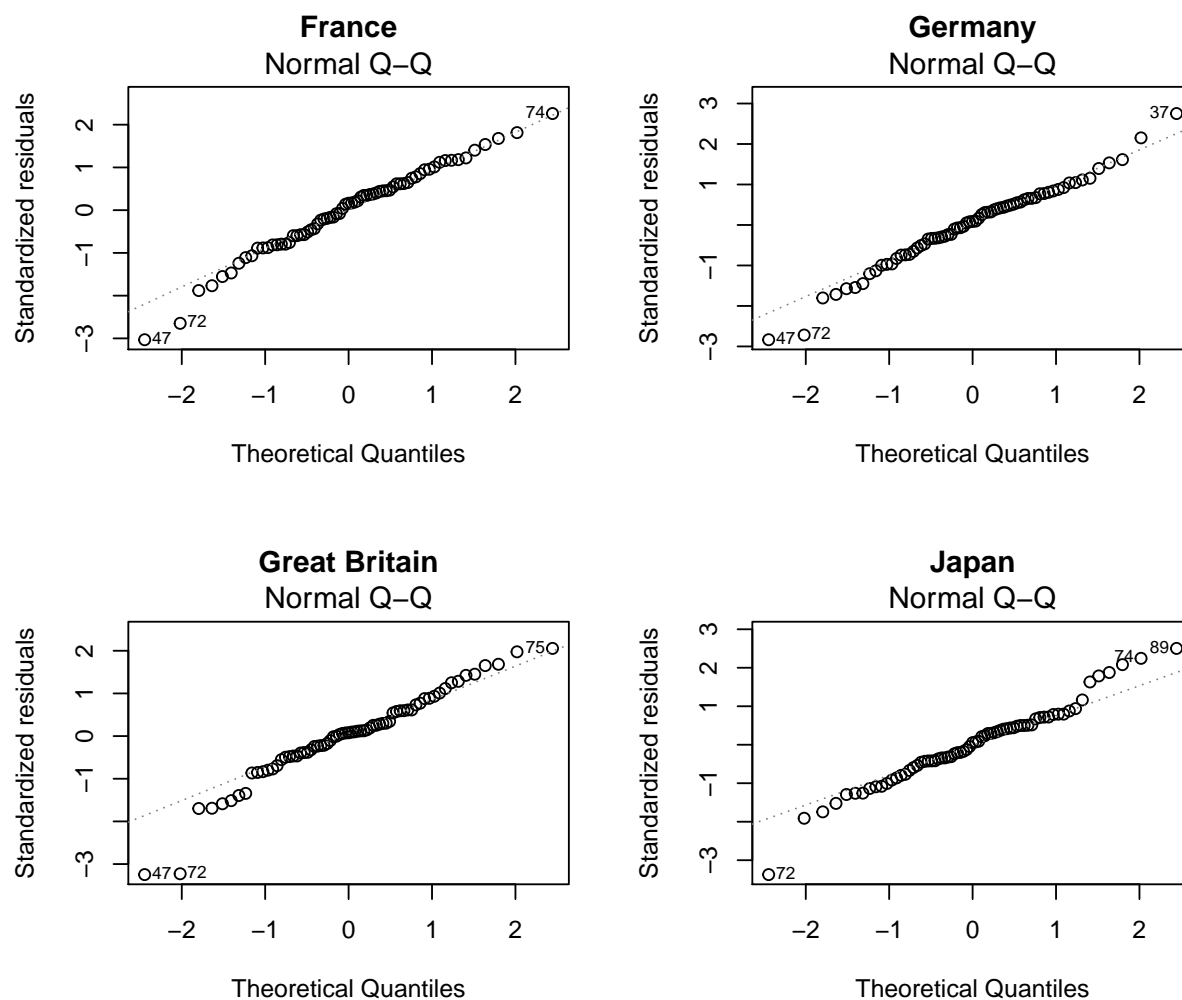 France
Normal Q−Q
Standardized residuals
2
1
0
−1
−3
74
72
47
−2 −1 0 1 2
Theoretical Quantiles
Germany
Normal Q−Q
Standardized residuals
3
2
1
−1
−3
37
72
47
−2 −1 0 1 2
Theoretical Quantiles
Great Britain
Normal Q−Q
Standardized residuals
2
1
0
−1
−3
75
47
72
−2 −1 0 1 2
Theoretical Quantiles
Japan
Normal Q−Q
Standardized residuals
3
2
1
−1
−3
89
74
72
−2 −1 0 1 2
Theoretical Quantiles